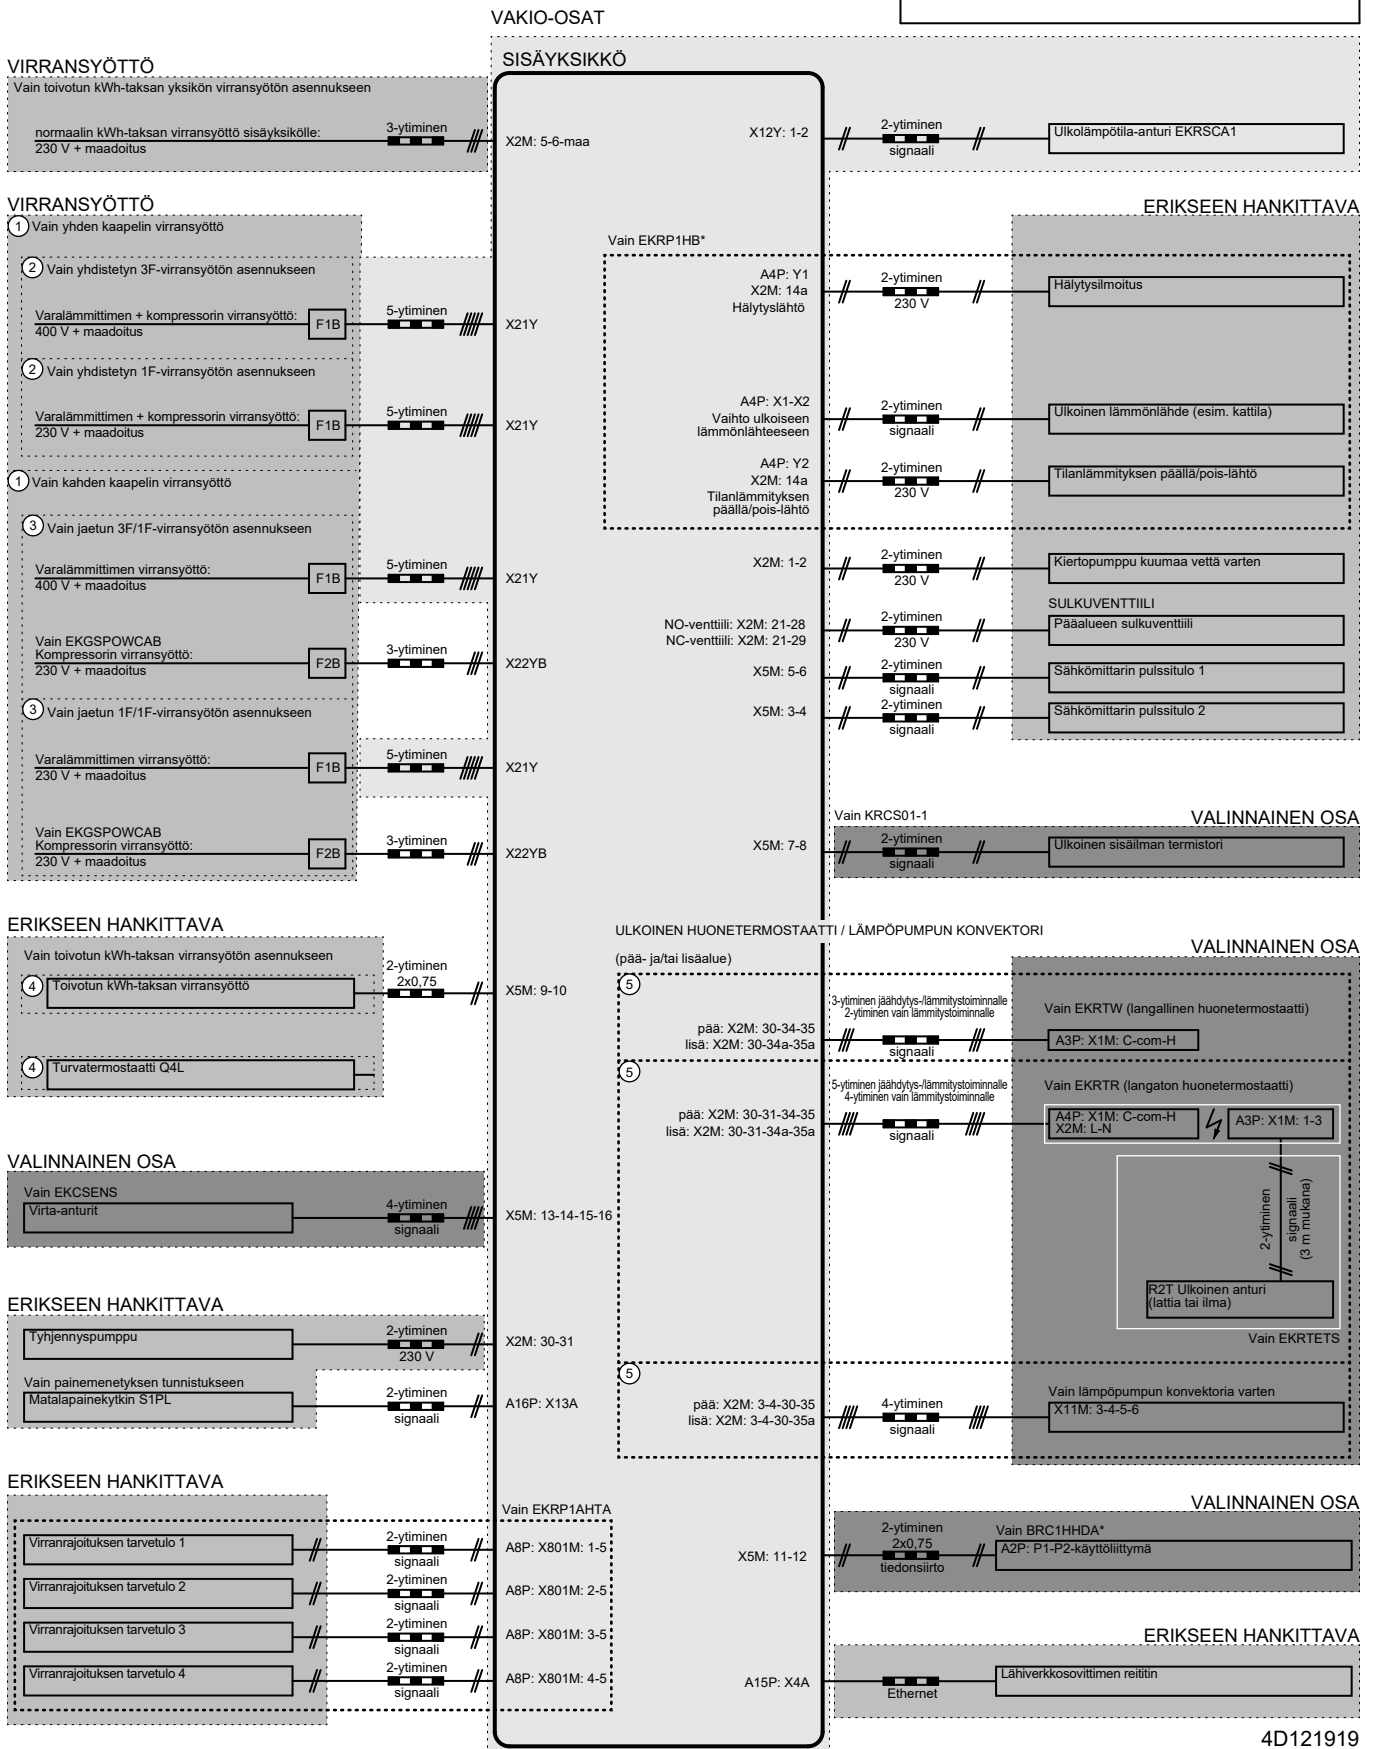 VAKIO-OSAT
SISÄYKSIKKÖ
VIRRANSYÖTTÖ
Vain toivotun kWh-taksan yksikön virransyötön asennukseen
normaalin kWh-taksan virransyöttö sisäyksikölle:
230 V + maadoitus
3-ytiminen
X2M: 5-6-maa
X12Y: 1-2
2-ytiminen
signaali
Ulkolämpötila-anturi EKRSCA1
VIRRANSYÖTTÖ
1 Vain yhden kaapelin virransyöttö
2 Vain yhdistetyn 3F-virransyötön asennukseen
Varalämmittimen + kompressorin virransyöttö:
400 V + maadoitus
F1B
5-ytiminen
X21Y
2 Vain yhdistetyn 1F-virransyötön asennukseen
Varalämmittimen + kompressorin virransyöttö:
230 V + maadoitus
F1B
5-ytiminen
X21Y
1 Vain kahden kaapelin virransyöttö
3 Vain jaetun 3F/1F-virransyötön asennukseen
Varalämmittimen virransyöttö:
400 V + maadoitus
F1B
5-ytiminen
X21Y
Vain EKGSPOWCAB
Kompressorin virransyöttö:
230 V + maadoitus
F2B
3-ytiminen
X22YB
3 Vain jaetun 1F/1F-virransyötön asennukseen
Varalämmittimen virransyöttö:
230 V + maadoitus
F1B
5-ytiminen
X21Y
Vain EKGSPOWCAB
Kompressorin virransyöttö:
230 V + maadoitus
F2B
3-ytiminen
X22YB
ERIKSEEN HANKITTAVA
Vain EKRP1HB*
A4P: Y1
X2M: 14a
Hälytyslähtö
2-ytiminen
230 V
Hälytysilmoitus
A4P: X1-X2
Vaihto ulkoiseen
lämmönlähteeseen
2-ytiminen
signaali
Ulkoinen lämmönlähde (esim. kattila)
A4P: Y2
X2M: 14a
Tilanlämmityksen
päällä/pois-lähtö
2-ytiminen
230 V
Tilanlämmityksen päällä/pois-lähtö
X2M: 1-2
2-ytiminen
230 V
Kiertopumppu kuumaa vettä varten
SULKUVENTTIILI
NO-venttiili: X2M: 21-28
NC-venttiili: X2M: 21-29
2-ytiminen
230 V
Pääalueen sulkuventtiili
X5M: 5-6
2-ytiminen
signaali
Sähkömittarin pulssitulo 1
X5M: 3-4
2-ytiminen
signaali
Sähkömittarin pulssitulo 2
Vain KRCS01-1
VALINNAINEN OSA
X5M: 7-8
2-ytiminen
signaali
Ulkoinen sisäilman termistori
ERIKSEEN HANKITTAVA
Vain toivotun kWh-taksan virransyötön asennukseen
4 Toivotun kWh-taksan virransyöttö
2-ytiminen
2x0,75
X5M: 9-10
4 Turvatermostaatti Q4L
VALINNAINEN OSA
Vain EKCSENS
Virta-anturit
4-ytiminen
signaali
X5M: 13-14-15-16
ERIKSEEN HANKITTAVA
Tyhjennyspumppu
2-ytiminen
230 V
X2M: 30-31
Vain painemenetyksen tunnistukseen
Matalapainekytkin S1PL
2-ytiminen
signaali
A16P: X13A
ERIKSEEN HANKITTAVA
Vain EKRP1AHTA
Virranrajoituksen tarvetulo 1
2-ytiminen
signaali
A8P: X801M: 1-5
Virranrajoituksen tarvetulo 2
2-ytiminen
signaali
A8P: X801M: 2-5
Virranrajoituksen tarvetulo 3
2-ytiminen
signaali
A8P: X801M: 3-5
Virranrajoituksen tarvetulo 4
2-ytiminen
signaali
A8P: X801M: 4-5
ULKOINEN HUONETERMOSTAATTI / LÄMPÖPUMPUN KONVEKTORI
VALINNAINEN OSA
(pää- ja/tai lisäalue)
5
pää: X2M: 30-34-35
lisä: X2M: 30-34a-35a
3-ytiminen jäähdytys-/lämmitystoiminnalle
2-ytiminen vain lämmitystoiminnalle
signaali
Vain EKRTW (langallinen huonetermostaatti)
A3P: X1M: C-com-H
5
pää: X2M: 30-31-34-35
lisä: X2M: 30-31-34a-35a
5-ytiminen jäähdytys-/lämmitystoiminnalle
4-ytiminen vain lämmitystoiminnalle
signaali
Vain EKRTR (langaton huonetermostaatti)
A4P: X1M: C-com-H
X2M: L-N
A3P: X1M: 1-3
2-ytiminen
signaali
(3 m mukana)
R2T Ulkoinen anturi
(lattia tai ilma)
Vain EKRTETS
5
pää: X2M: 3-4-30-35
lisä: X2M: 3-4-30-35a
4-ytiminen
signaali
Vain lämpöpumpun konvektoria varten
X11M: 3-4-5-6
VALINNAINEN OSA
X5M: 11-12
2-ytiminen
2x0,75
tiedonsiirto
Vain BRC1HHDA*
A2P: P1-P2-käyttöliittymä
ERIKSEEN HANKITTAVA
A15P: X4A
Ethernet
Lähiverkkosovittimen reititin
4D121919